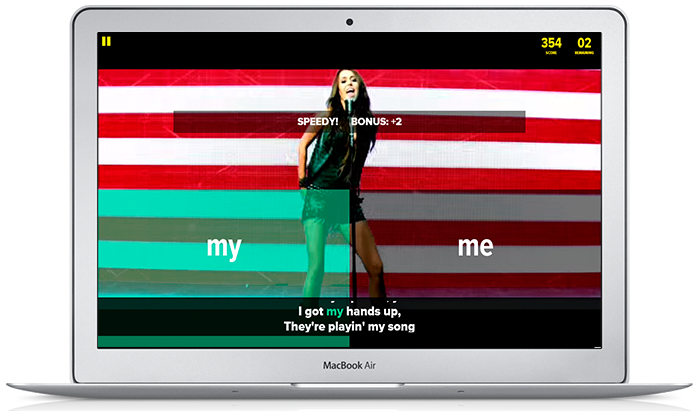 354 02
SCORE REMAINING
SPEEDY! BONUS: +2
my me
I got my hands up,
They're playin' my song
MacBook Air